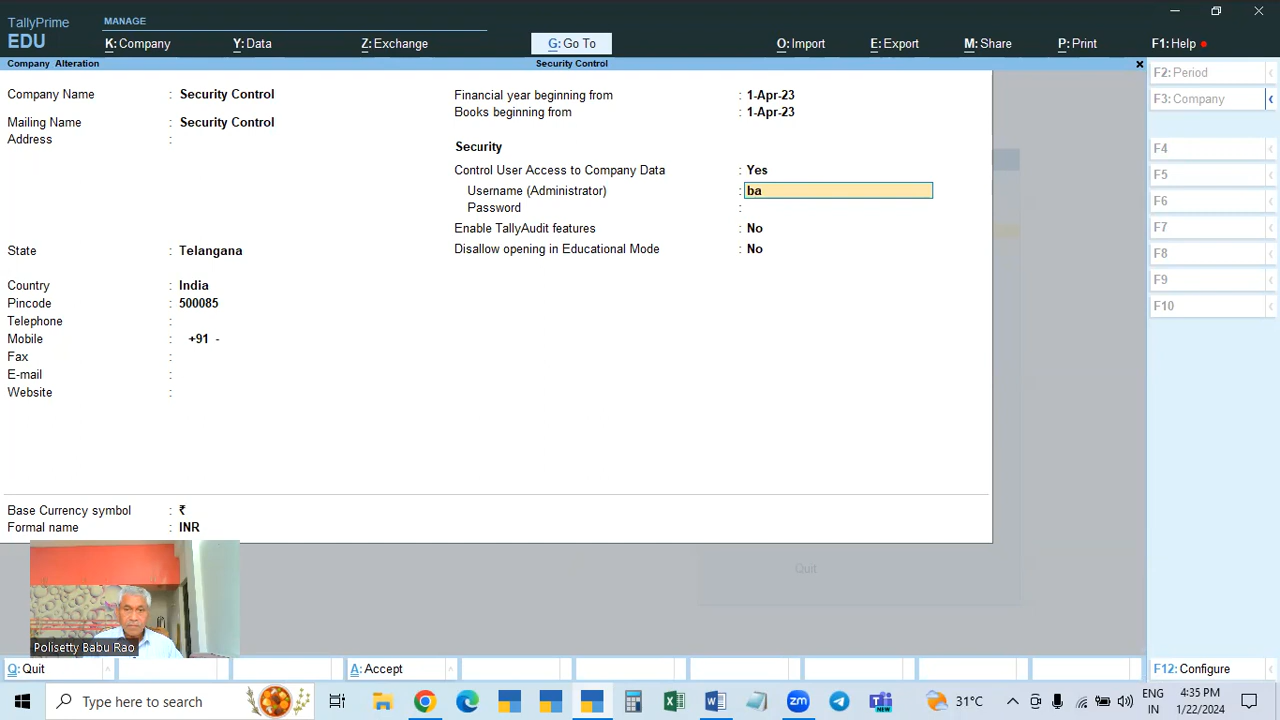 TallyPrime
EDU
MANAGE
K: Company
Y: Data
Z: Exchange
G: Go To
O: Import
E: Export
M: Share
P: Print
F1: Help
Company Alteration
Security Control
×
Company Name : Security Control
Mailing Name : Security Control
Address :
State : Telangana
Country : India
Pincode : 500085
Telephone :
Mobile : +91 -
Fax :
E-mail :
Website :
Financial year beginning from : 1-Apr-23
Books beginning from : 1-Apr-23
Security
Control User Access to Company Data : Yes
Username (Administrator) : ba
Password :
Enable TallyAudit features : No
Disallow opening in Educational Mode : No
Base Currency symbol : ₹
Formal name : INR
F2: Period
F3: Company
F4
F5
F6
F7
F8
F9
F10
Quit
Polisetty Babu Rao
Q: Quit
A: Accept
F12: Configure
Type here to search
NEW
31°C
ENG
IN
4:35 PM
1/22/2024